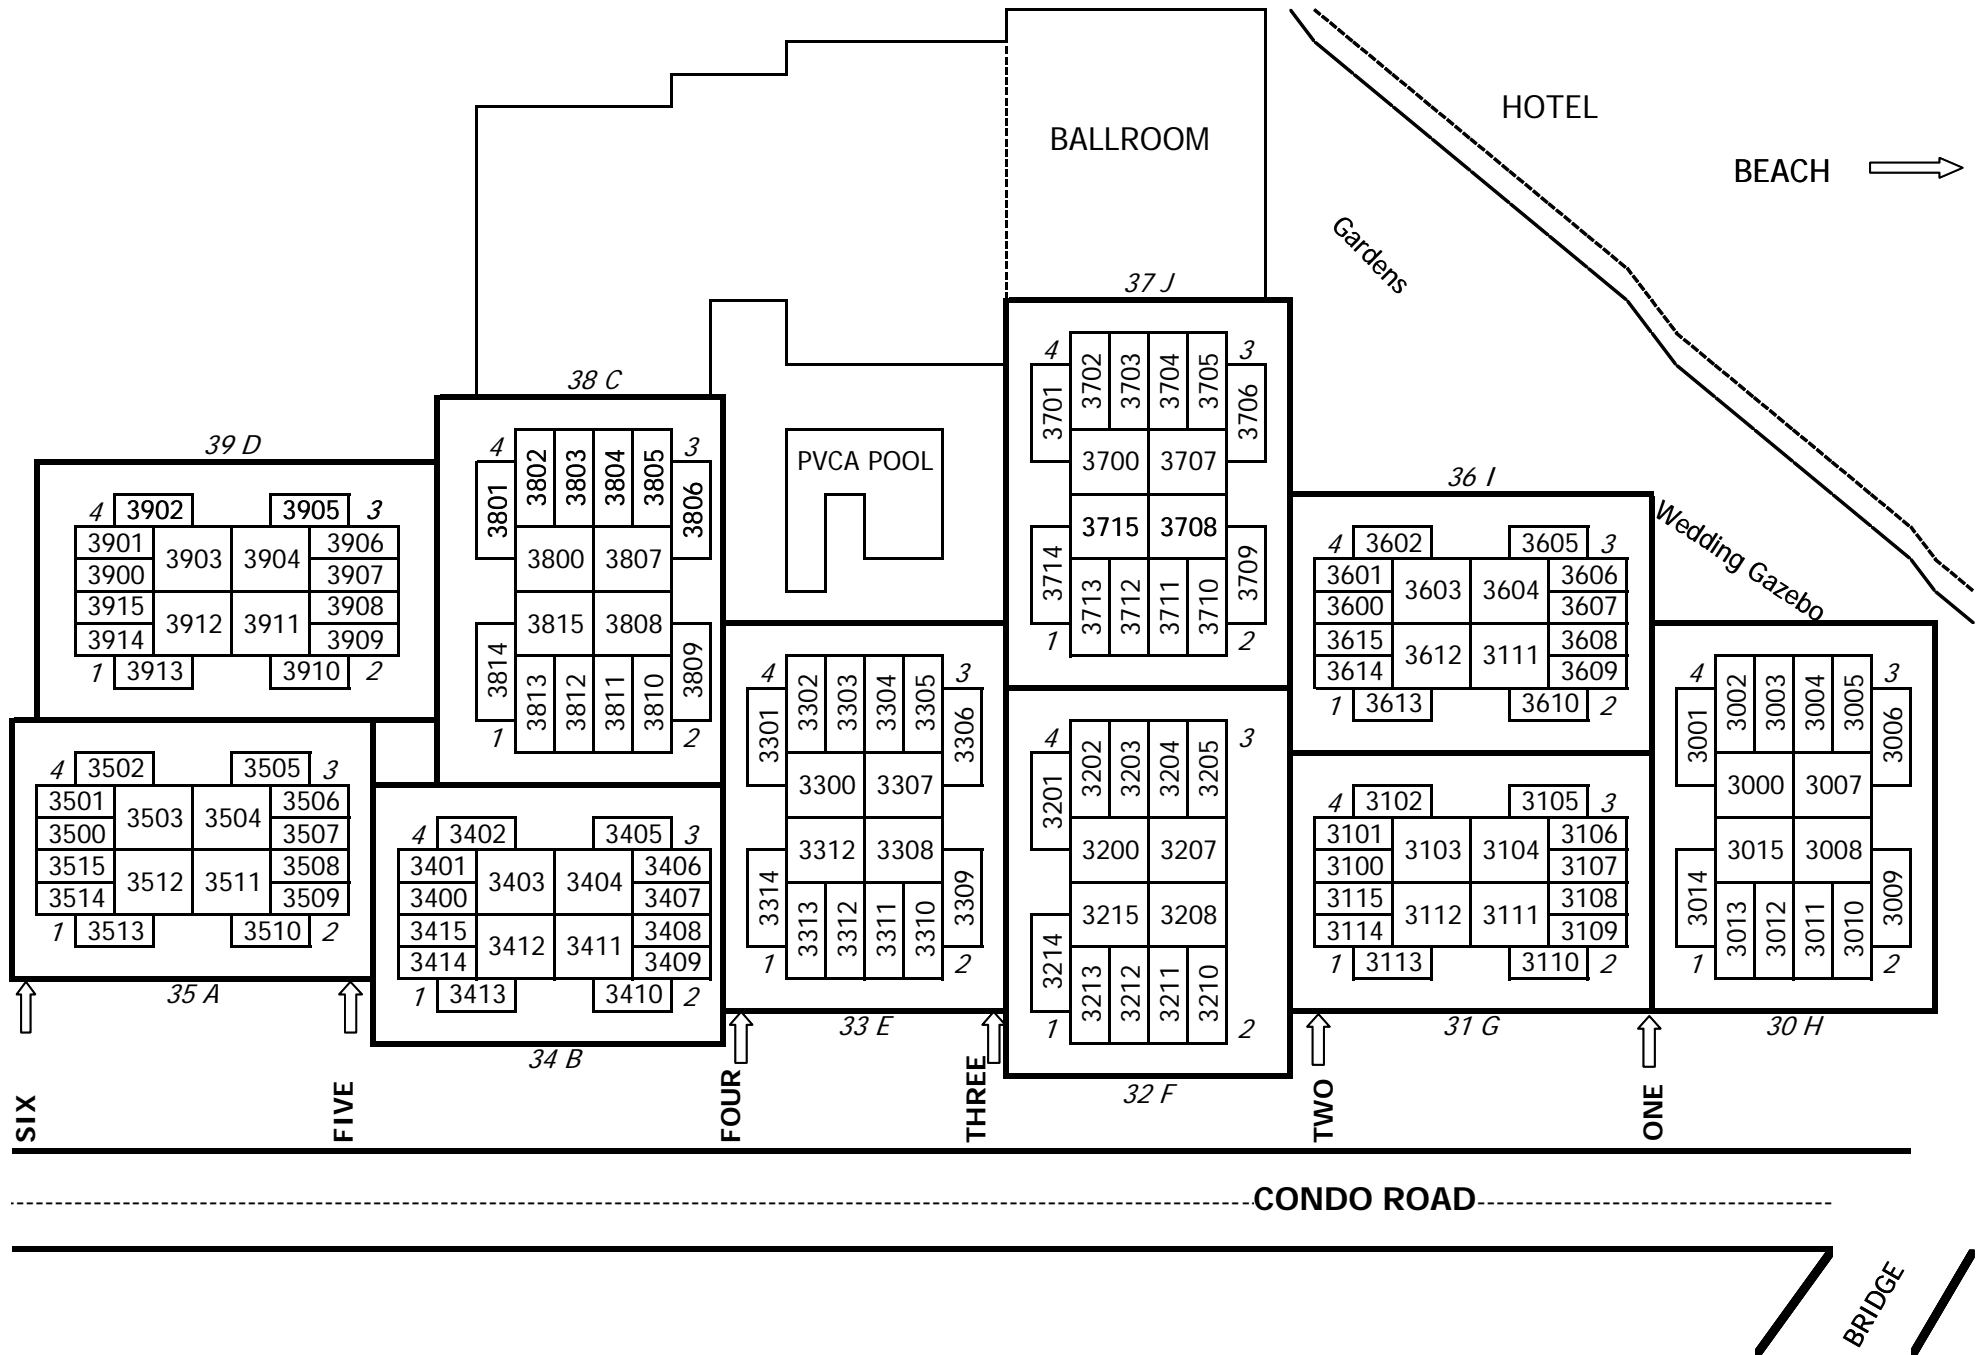 HOTEL
BALLROOM
BEACH
Gardens
37 J
4 3702 3703 3704 3705 3
3701 3706
3700 3707
3715 3708
3714 3709
1 3713 3712 3711 3710 2
38 C
4 3802 3803 3804 3805 3
3801 3806
3800 3807
3815 3808
3814 3809
1 3813 3812 3811 3810 2
PVCA POOL
39 D
4 3902 3905 3
3901 3903 3904 3906
3900 3907
3915 3912 3911 3908
3914 3909
1 3913 3910 2
36 I
4 3602 3605 3
3601 3603 3604 3606
3600 3607
3615 3612 3111 3608
3614 3609
1 3613 3610 2
Wedding Gazebo
4 3502 3505 3
3501 3503 3504 3506
3500 3507
3515 3512 3511 3508
3514 3509
1 3513 3510 2
35 A
4 3402 3405 3
3401 3403 3404 3406
3400 3407
3415 3412 3411 3408
3414 3409
1 3413 3410 2
34 B
4 3302 3303 3304 3305 3
3301 3306
3300 3307
3312 3308
3314 3309
1 3313 3312 3311 3310 2
33 E
4 3202 3203 3204 3205 3
3201
3200 3207
3215 3208
3214
1 3213 3212 3211 3210 2
32 F
4 3102 3105 3
3101 3103 3104 3106
3100 3107
3115 3112 3111 3108
3114 3109
1 3113 3110 2
31 G
4 3002 3003 3004 3005 3
3001 3006
3000 3007
3015 3008
3014 3009
1 3013 3012 3011 3010 2
30 H
SIX
FIVE
FOUR
THREE
TWO
ONE
CONDO ROAD
BRIDGE